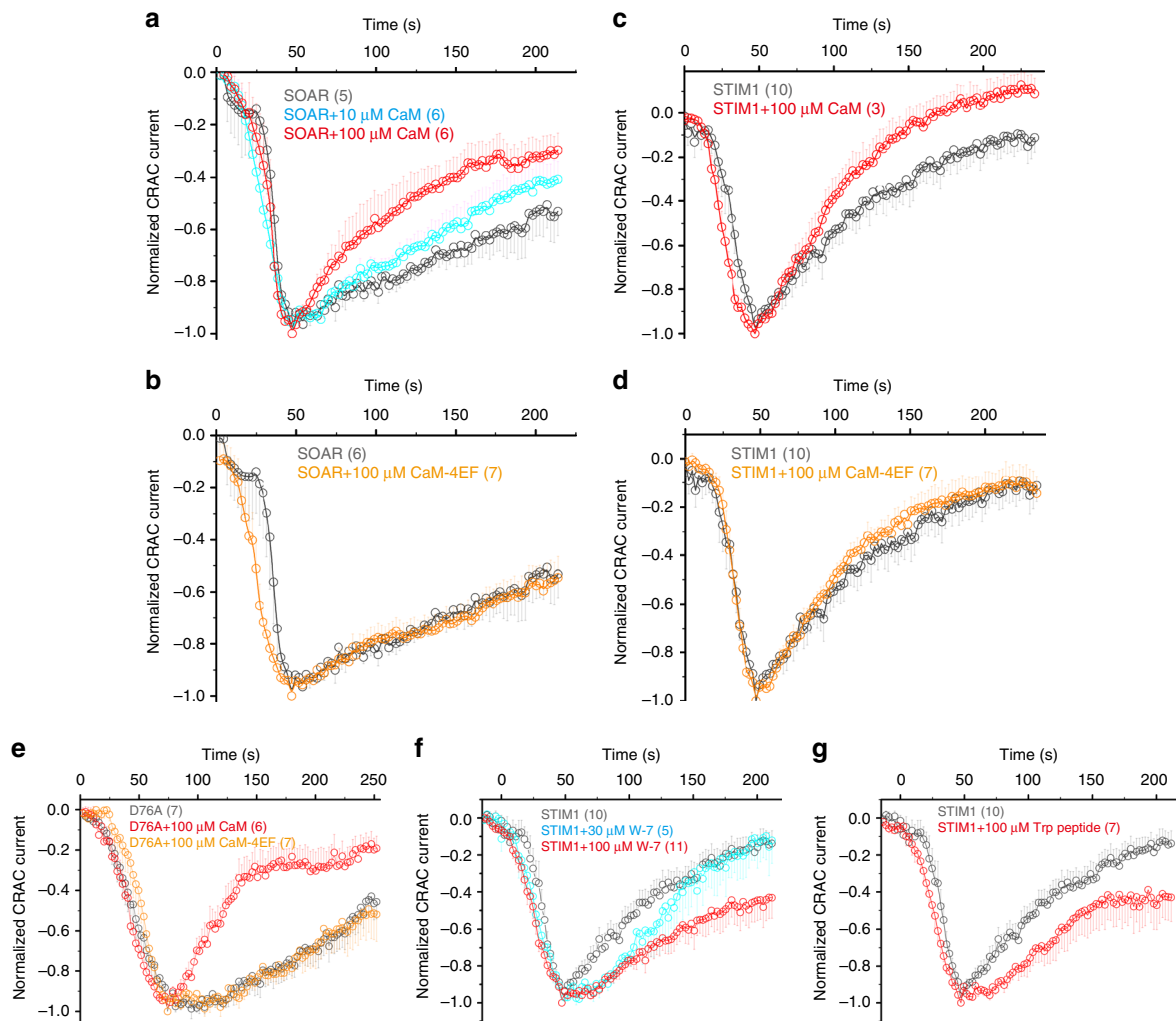 a
Time (s)
0 50 100 150 200
0.0
−0.2
−0.4
−0.6
−0.8
−1.0
Normalized CRAC current
SOAR (5)
SOAR+10 μM CaM (6)
SOAR+100 μM CaM (6)
c
Time (s)
0 50 100 150 200
0.0
−0.2
−0.4
−0.6
−0.8
−1.0
Normalized CRAC current
STIM1 (10)
STIM1+100 μM CaM (3)
b
Time (s)
0 50 100 150 200
0.0
−0.2
−0.4
−0.6
−0.8
−1.0
Normalized CRAC current
SOAR (6)
SOAR+100 μM CaM-4EF (7)
d
Time (s)
0 50 100 150 200
0.0
−0.2
−0.4
−0.6
−0.8
−1.0
Normalized CRAC current
STIM1 (10)
STIM1+100 μM CaM-4EF (7)
e
Time (s)
0 50 100 150 200 250
0.0
−0.2
−0.4
−0.6
−0.8
−1.0
Normalized CRAC current
D76A (7)
D76A+100 μM CaM (6)
D76A+100 μM CaM-4EF (7)
f
Time (s)
0 50 100 150 200
0.0
−0.2
−0.4
−0.6
−0.8
−1.0
Normalized CRAC current
STIM1 (10)
STIM1+30 μM W-7 (5)
STIM1+100 μM W-7 (11)
g
Time (s)
0 50 100 150 200
0.0
−0.2
−0.4
−0.6
−0.8
−1.0
Normalized CRAC current
STIM1 (10)
STIM1+100 μM Trp peptide (7)